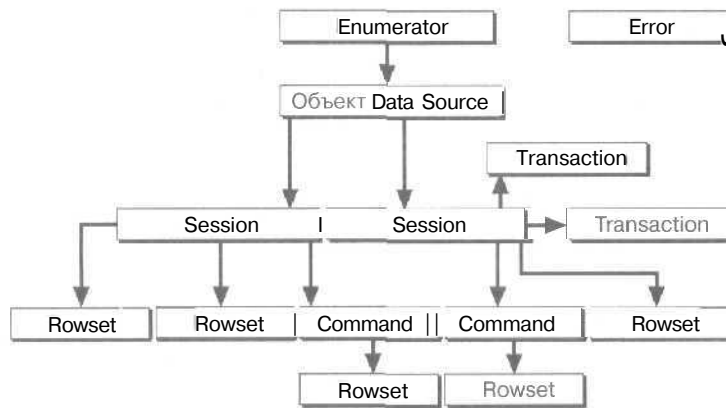 Enumerator
Error
Объект Data Source
Transaction
Session
Session
Transaction
Rowset
Rowset
Command
Command
Rowset
Rowset
Rowset